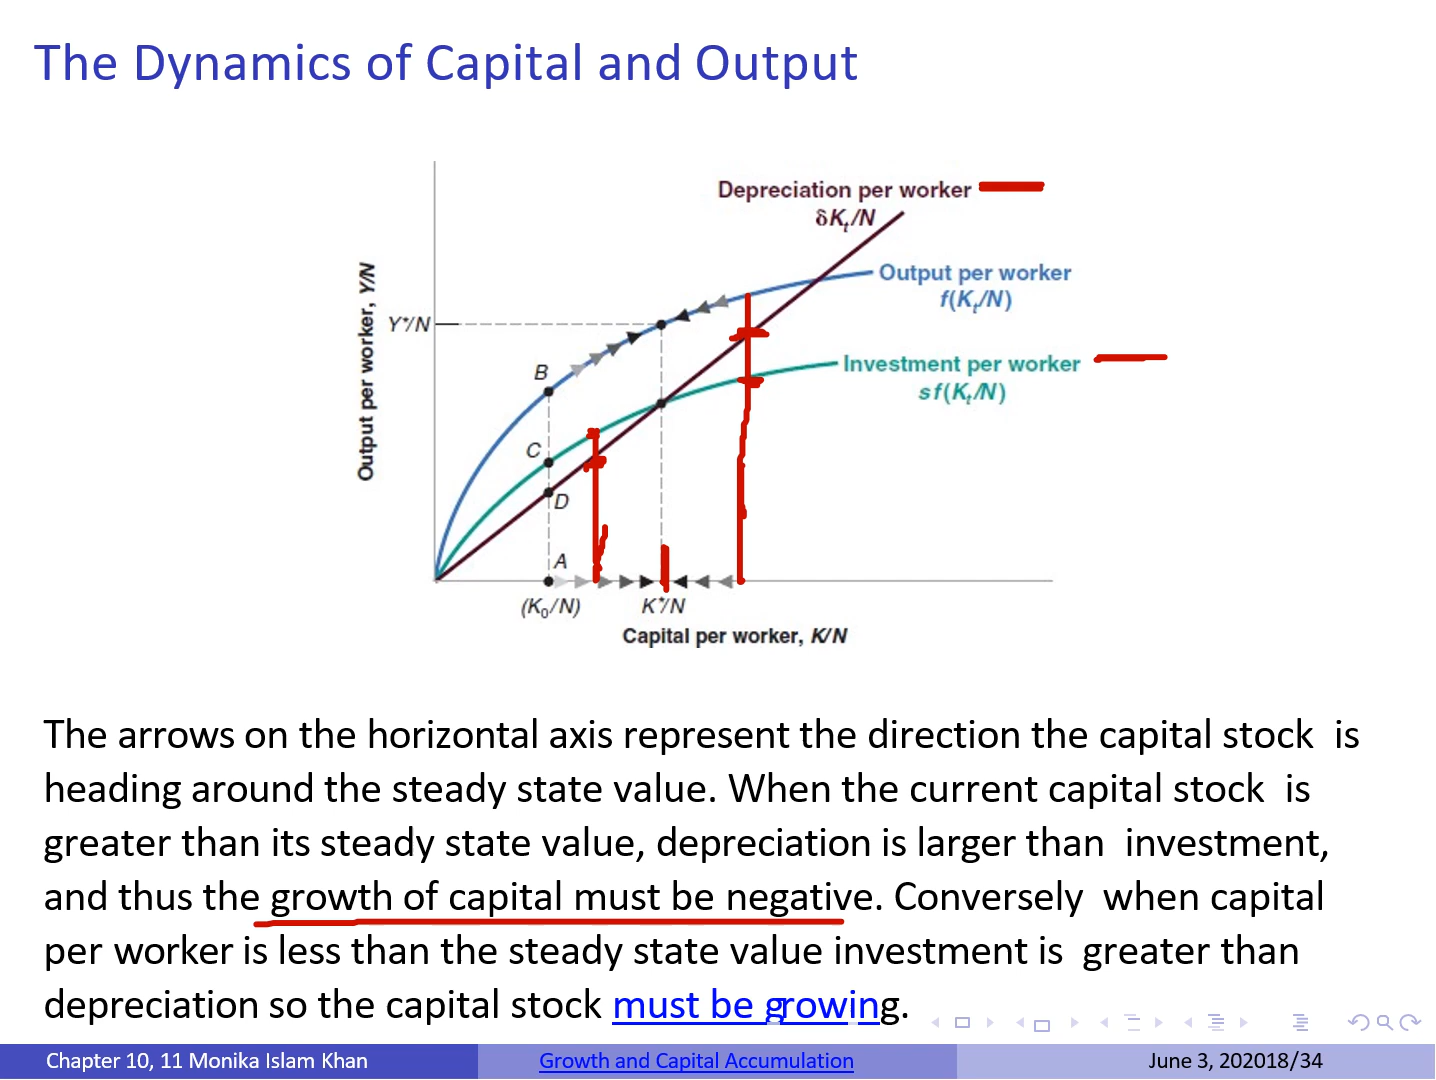 The Dynamics of Capital and Output
Depreciation per worker
δKt/N
Output per worker
f(Kt/N)
Output per worker, Y/N
Y*/N
Investment per worker
sf(Kt/N)
B
C
D
A
(K0/N)
K*/N
Capital per worker, K/N
The arrows on the horizontal axis represent the direction the capital stock is
heading around the steady state value. When the current capital stock is
greater than its steady state value, depreciation is larger than investment,
and thus the growth of capital must be negative. Conversely when capital
per worker is less than the steady state value investment is greater than
depreciation so the capital stock must be growing.
Chapter 10, 11 Monika Islam Khan
Growth and Capital Accumulation
June 3, 202018/34